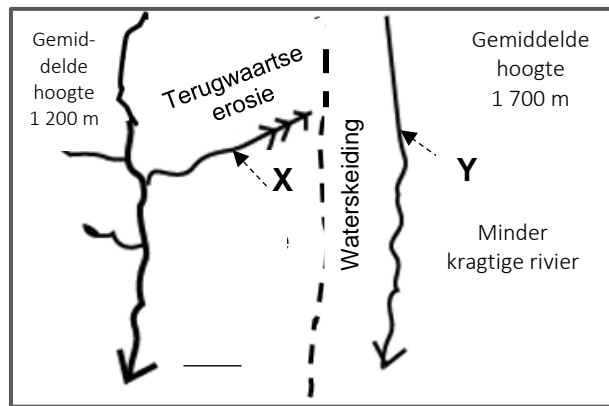 Gemid-
delde
hoogte
1 200 m
Terugwaartse
erosie
X
Waterskeiding
Gemiddelde
hoogte
1 700 m
Y
Minder
kragtige rivier